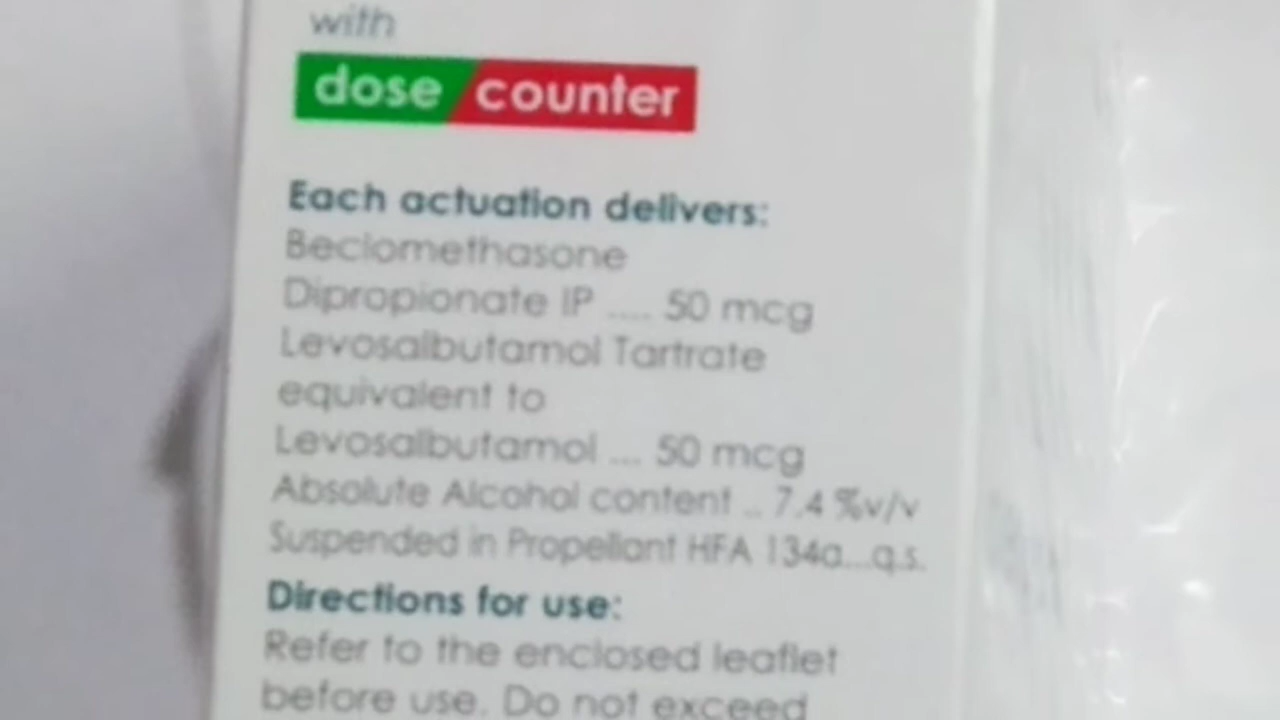 with
dose counter
Each actuation delivers:
Beclomethasone
Dipropionate IP .... 50 mcg
Levosalbutamol Tartrate
equivalent to
Levosalbutamol ... 50 mcg
Absolute Alcohol content .. 7.4 %v/v
Suspended in Propellant HFA 134a...q.s.
Directions for use:
Refer to the enclosed leaflet
before use. Do not exceed